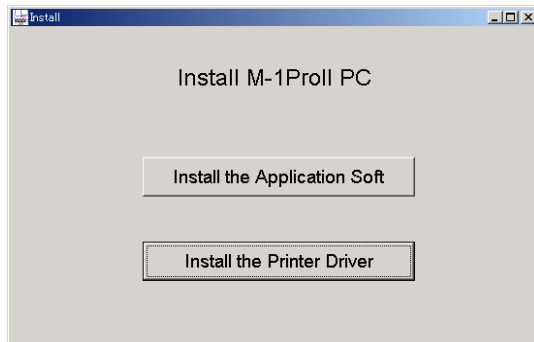 Install
Install M-1ProII PC
Install the Application Soft
Install the Printer Driver